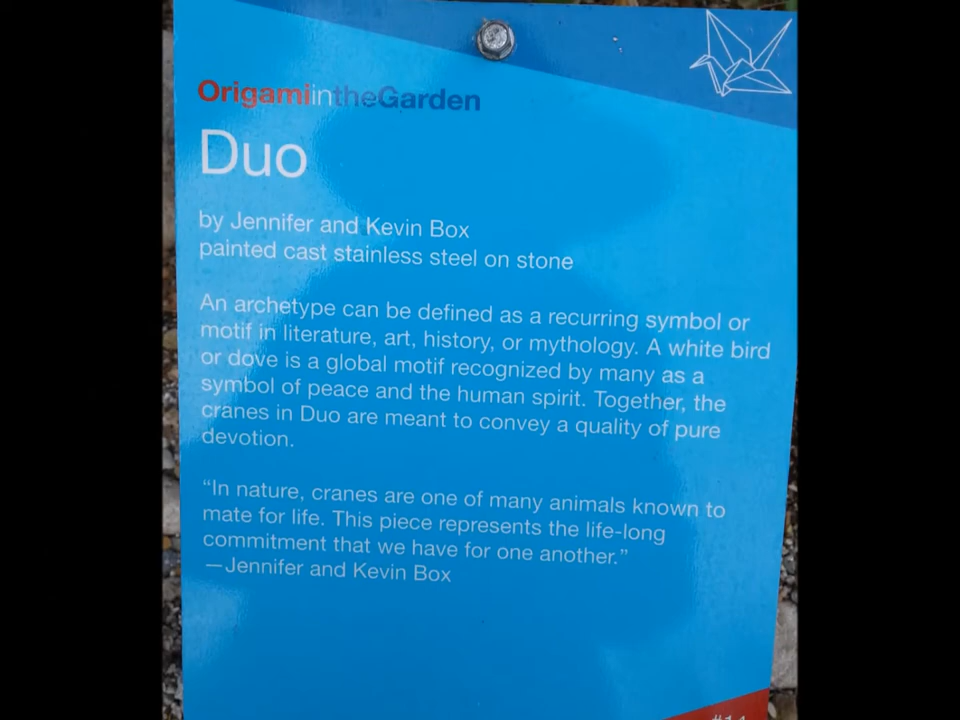 OrigamiintheGarden
Duo
by Jennifer and Kevin Box
painted cast stainless steel on stone
An archetype can be defined as a recurring symbol or
motif in literature, art, history, or mythology. A white bird
or dove is a global motif recognized by many as a
symbol of peace and the human spirit. Together, the
cranes in Duo are meant to convey a quality of pure
devotion.
“In nature, cranes are one of many animals known to
mate for life. This piece represents the life-long
commitment that we have for one another.”
—Jennifer and Kevin Box